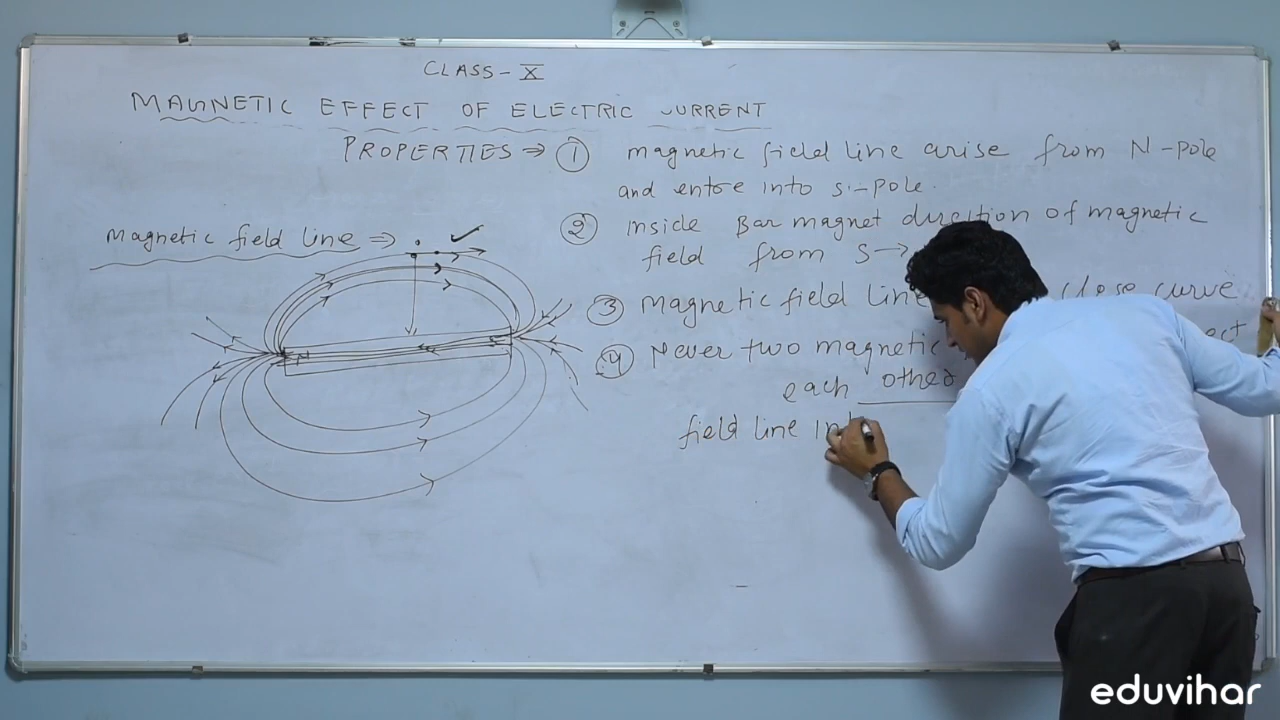 CLASS - X
MAGNETIC EFFECT OF ELECTRIC CURRENT
PROPERTIES ⇒ ① magnetic field line arise from N-pole
and entre into s-pole.
② inside Bar magnet direction of magnetic
field from S →
③ magnetic field line close curve
④ Never two magnetic
each other
field line in
magnetic field line ⇒ ✓
eduvihar